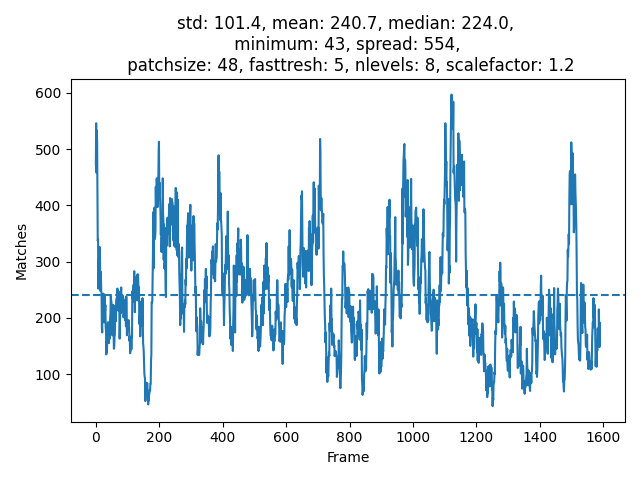 std: 101.4, mean: 240.7, median: 224.0,
minimum: 43, spread: 554,
patchsize: 48, fasttresh: 5, nlevels: 8, scalefactor: 1.2
600
500
400
300
200
100
Matches
0 200 400 600 800 1000 1200 1400 1600
Frame